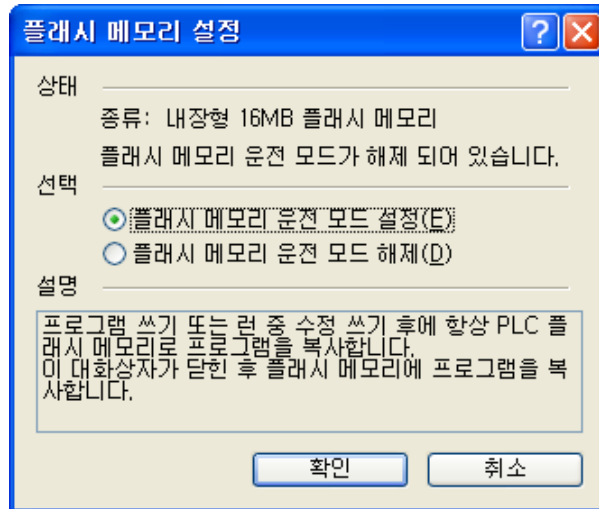 플래시 메모리 설정
상태
종류: 내장형 16MB 플래시 메모리
플래시 메모리 운전 모드가 해제 되어 있습니다.
선택
플래시 메모리 운전 모드 설정(E)
플래시 메모리 운전 모드 해제(D)
설명
프로그램 쓰기 또는 런 중 수정 쓰기 후에 항상 PLC 플
래시 메모리로 프로그램을 복사합니다.
이 대화상자가 닫힌 후 플래시 메모리에 프로그램을 복
사합니다.
확인 취소